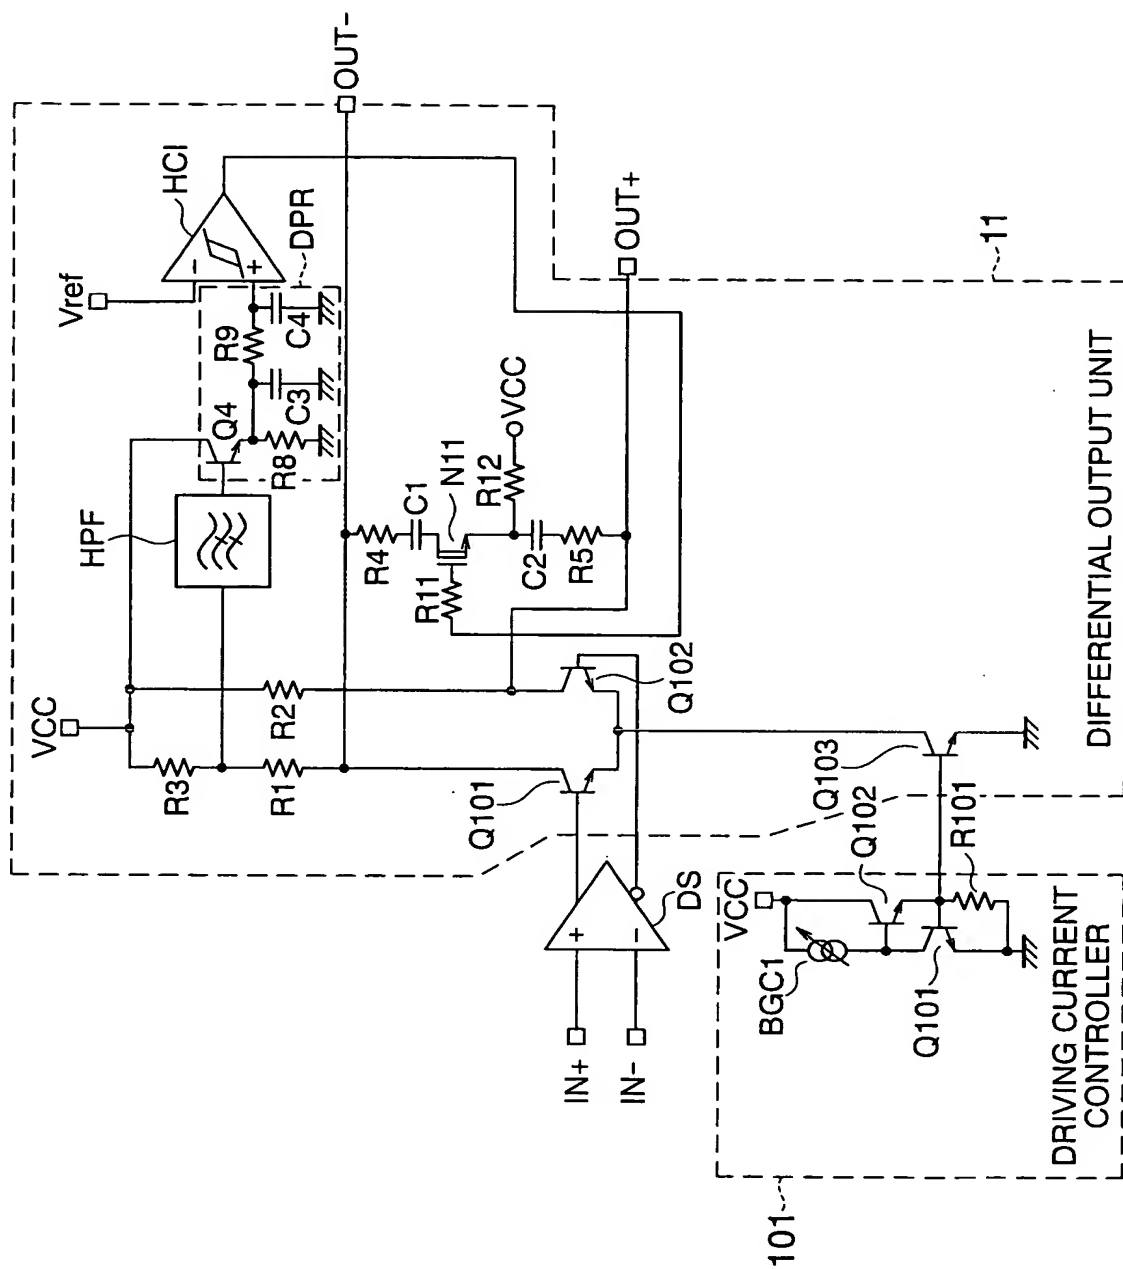 VCC
R3
R1
R2
HPF
Q4
R8
C3
R9
C4
DPR
Vref
HCI
-
+
OUT-
R4
C1
N11
R11
R12
VCC
C2
R5
OUT+
11
Q101
Q102
IN+
IN-
+
-
DS
Q103
DIFFERENTIAL OUTPUT UNIT
VCC
BGC1
Q102
Q101
R101
DRIVING CURRENT
CONTROLLER
101